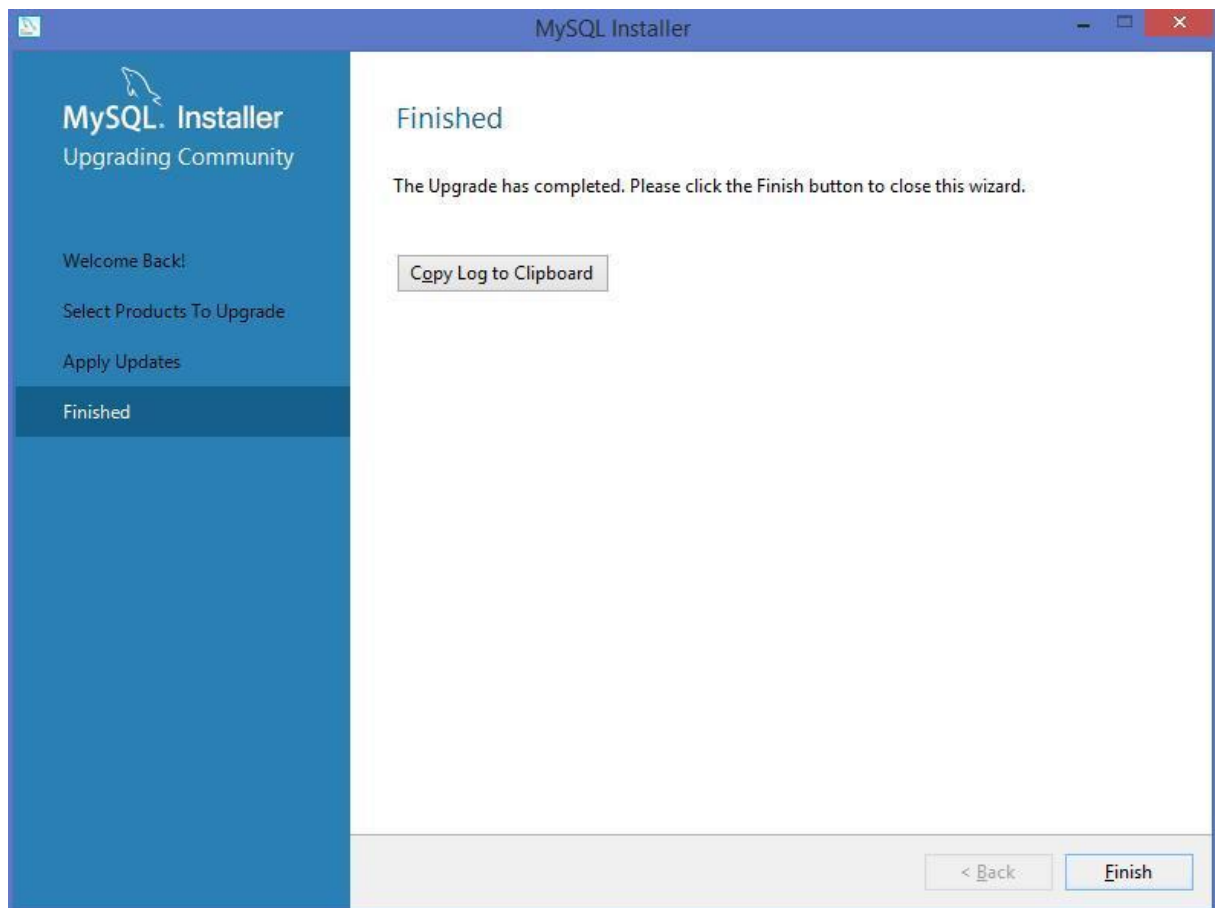 MySQL Installer
MySQL. Installer
Upgrading Community
Welcome Back!
Select Products To Upgrade
Apply Updates
Finished
Finished
The Upgrade has completed. Please click the Finish button to close this wizard.
Copy Log to Clipboard
< Back
Finish